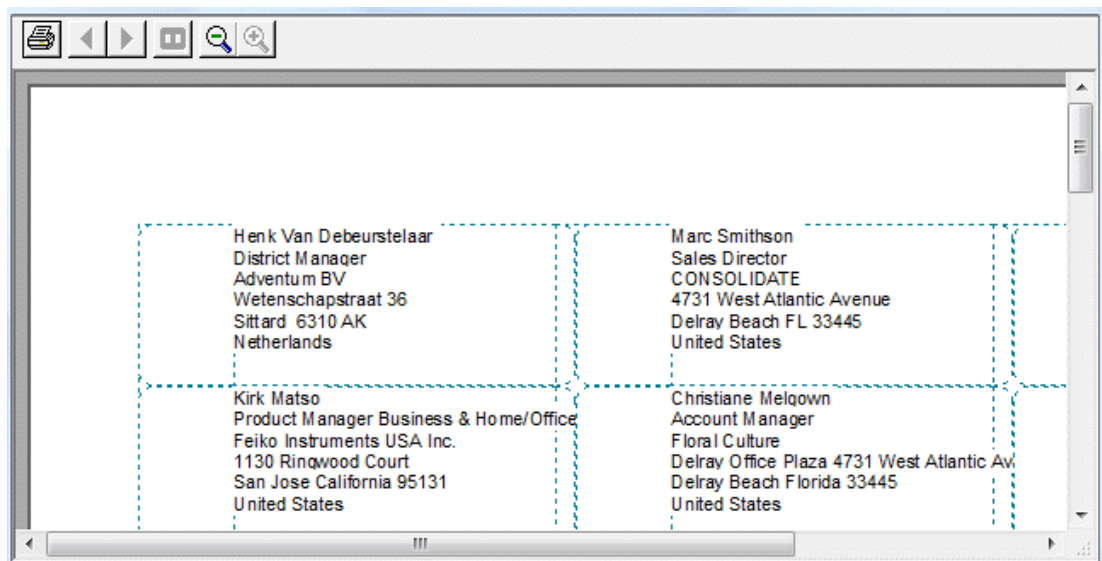 Henk Van Debeurstelaar
District Manager
Adventum BV
Wetenschapstraat 36
Sittard 6310 AK
Netherlands
Marc Smithson
Sales Director
CONSOLIDATE
4731 West Atlantic Avenue
Delray Beach FL 33445
United States
Kirk Matso
Product Manager Business & Home/Office
Feiko Instruments USA Inc.
1130 Ringwood Court
San Jose California 95131
United States
Christiane Melgown
Account Manager
Floral Culture
Delray Office Plaza 4731 West Atlantic Av
Delray Beach Florida 33445
United States